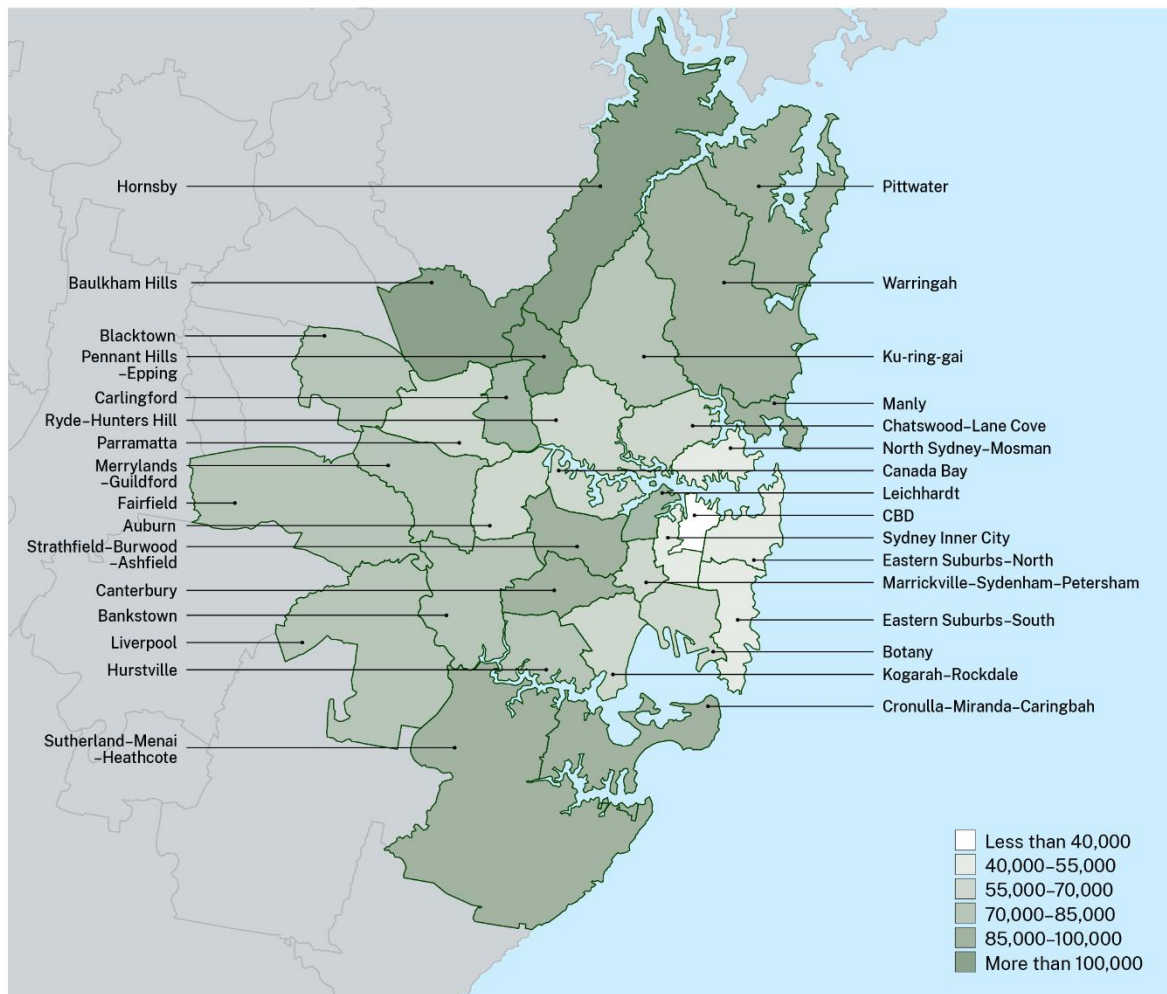 Hornsby
Baulkham Hills
Blacktown
Pennant Hills
–Epping
Carlingford
Ryde–Hunters Hill
Parramatta
Merrylands
–Guildford
Fairfield
Auburn
Strathfield–Burwood
–Ashfield
Canterbury
Bankstown
Liverpool
Hurstville
Sutherland–Menai
–Heathcote
Pittwater
Warringah
Ku-ring-gai
Manly
Chatswood–Lane Cove
North Sydney–Mosman
Canada Bay
Leichhardt
CBD
Sydney Inner City
Eastern Suburbs–North
Marrickville–Sydenham–Petersham
Eastern Suburbs–South
Botany
Kogarah–Rockdale
Cronulla–Miranda–Caringbah
Less than 40,000
40,000–55,000
55,000–70,000
70,000–85,000
85,000–100,000
More than 100,000